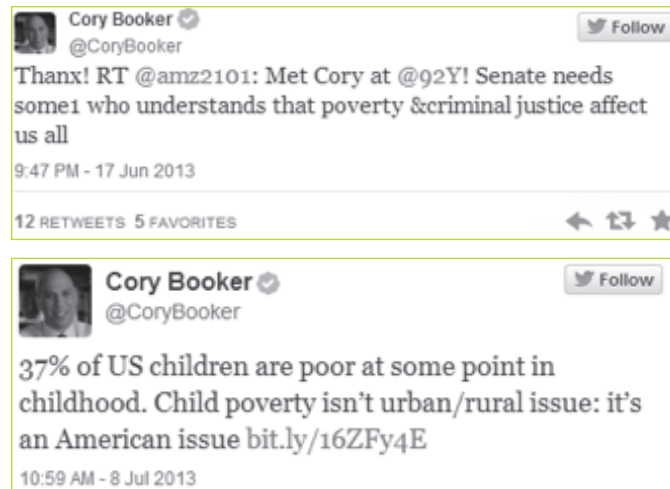 Cory Booker
Follow
@CoryBooker
Thanx! RT @amz2101: Met Cory at @92Y! Senate needs
some1 who understands that poverty &criminal justice affect
us all
9:47 PM - 17 Jun 2013
12 RETWEETS 5 FAVORITES
Cory Booker
Follow
@CoryBooker
37% of US children are poor at some point in
childhood. Child poverty isn't urban/rural issue: it's
an American issue bit.ly/16ZFy4E
10:59 AM - 8 Jul 2013